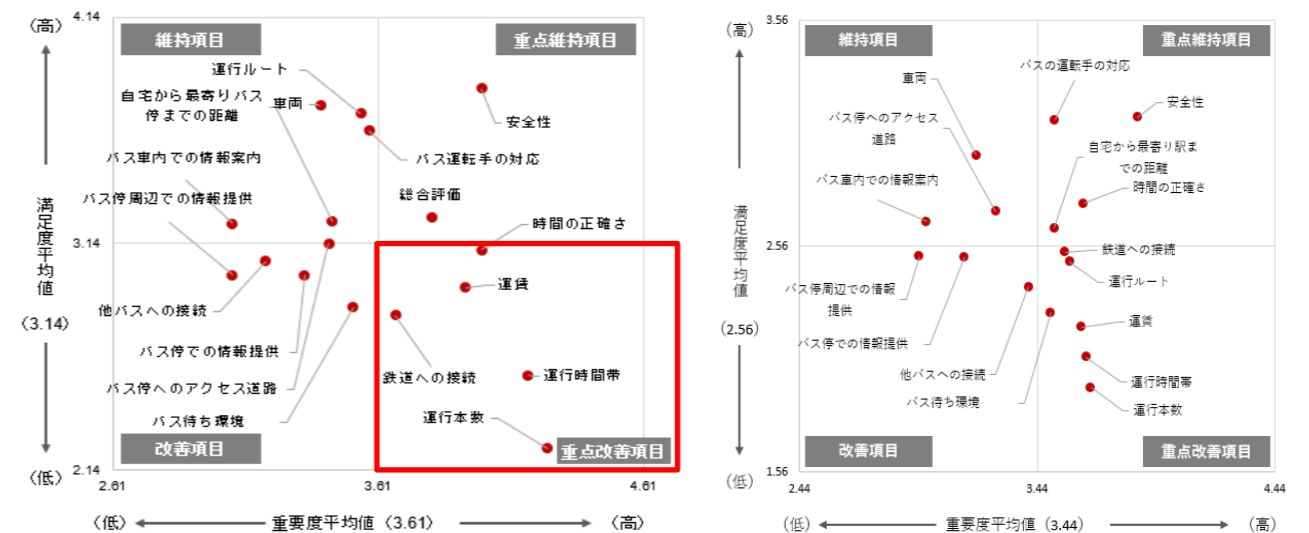 4.14
（高）
維持項目
重点維持項目
運行ルート
自宅から最寄りバス
停までの距離
車両
安全性
バス運転手の対応
バス車内での情報案内
バス停周辺での情報提供
総合評価
時間の正確さ
満足度平均値
（3.14）
3.14
運賃
他バスへの接続
バス停での情報提供
鉄道への接続
運行時間帯
バス停へのアクセス道路
バス待ち環境
運行本数
改善項目
重点改善項目
（低）
2.14
2.61
3.61
4.61
（低）
重要度平均値（3.61）
（高）
3.56
（高）
維持項目
重点維持項目
バスの運転手の対応
車両
安全性
バス停へのアクセス
道路
自宅から最寄り駅ま
での距離
バス車内での情報案内
時間の正確さ
満足度平均値
（2.56）
2.56
鉄道への接続
運行ルート
バス停周辺での情報
提供
運賃
バス停での情報提供
他バスへの接続
運行時間帯
バス待ち環境
運行本数
改善項目
重点改善項目
（低）
1.56
2.44
3.44
4.44
（低）
重要度平均値（3.44）
（高）